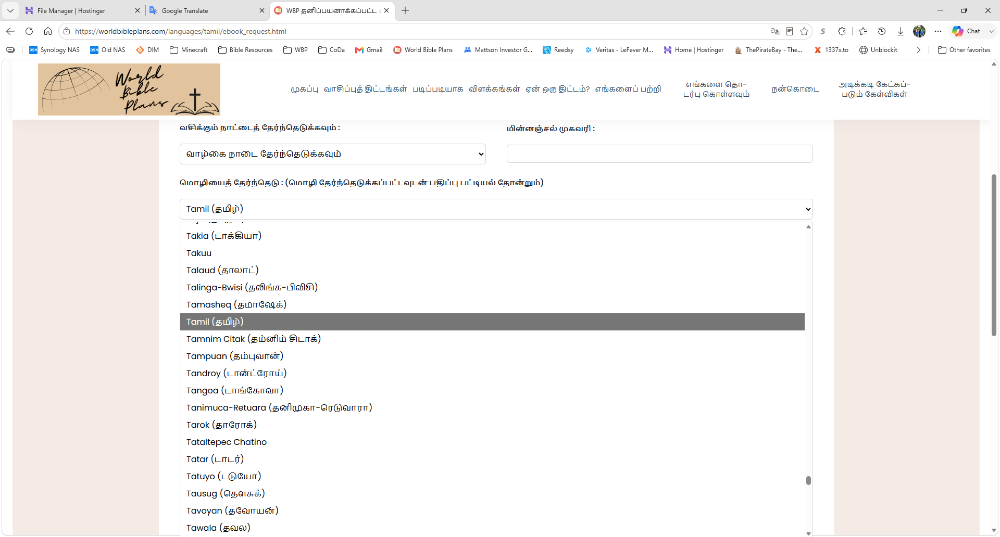 File Manager | Hostinger
Google Translate
WBP தனிப்பயனாக்கப்பட்ட
https://worldbibleplans.com/languages/tamil/ebook_request.html
Chat
Synology NAS
Old NAS
DIM
Minecraft
Bible Resources
WBP
CoDa
Gmail
World Bible Plans
Mattson Investor G...
Reedsy
Veritas - LeFever M...
Home | Hostinger
ThePirateBay - The...
1337x.to
Unblockit
Other favorites
World
Bible
Plans
முகப்பு
வாசிப்புத் திட்டங்கள்
படிப்படியாக
விளக்கங்கள்
ஏன் ஒரு திட்டம்?
எங்களைப் பற்றி
எங்களை தொ-
டர்பு கொள்ளவும்
நன்கொடை
அடிக்கடி கேட்கப்-
படும் கேள்விகள்
வசிக்கும் நாட்டைத் தேர்ந்தெடுக்கவும் :
மின்னஞ்சல் முகவரி :
வாழ்கை நாடை தேர்ந்தெடுக்கவும்
மொழியைத் தேர்ந்தெடு : (மொழி தேர்ந்தெடுக்கப்பட்டவுடன் பதிப்பு பட்டியல் தோன்றும்)
Tamil (தமிழ்)
Takia (டாக்கியா)
Takuu
Talaud (தாலாட்)
Talinga-Bwisi (தலிங்க-பிவிசி)
Tamasheq (தமாஷேக்)
Tamil (தமிழ்)
Tamnim Citak (தம்னிம் சிடாக்)
Tampuan (தம்புவான்)
Tandroy (டான்ட்ரோய்)
Tangoa (டாங்கோவா)
Tanimuca-Retuara (தனிமுகா-ரெடுவாரா)
Tarok (தாரோக்)
Tataltepec Chatino
Tatar (டாடர்)
Tatuyo (டடுயோ)
Tausug (தௌசுக்)
Tavoyan (தவோயன்)
Tawala (தவல)